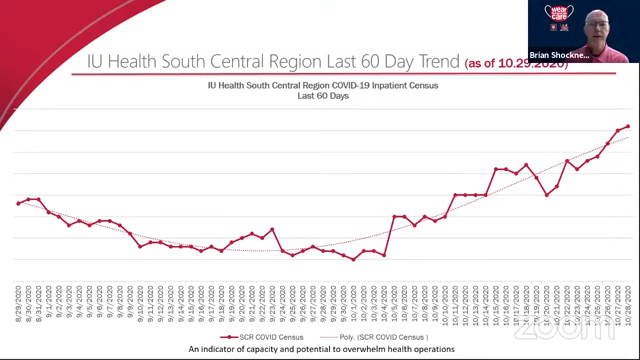 wear
care
Brian Shockne...
IU Health South Central Region Last 60 Day Trend (as of 10.29.2020)
IU Health South Central Region COVID-19 Inpatient Census
Last 60 Days
8/29/2020 8/30/2020 8/31/2020 9/1/2020 9/2/2020 9/3/2020 9/4/2020 9/5/2020 9/6/2020 9/7/2020 9/8/2020 9/9/2020 9/10/2020 9/11/2020 9/12/2020 9/13/2020 9/14/2020 9/15/2020 9/16/2020 9/17/2020 9/18/2020 9/19/2020 9/20/2020 9/21/2020 9/22/2020 9/23/2020 9/24/2020 9/25/2020 9/26/2020 9/27/2020 9/28/2020 9/29/2020 9/30/2020 10/1/2020 10/2/2020 10/3/2020 10/4/2020 10/5/2020 10/6/2020 10/7/2020 10/8/2020 10/9/2020 10/10/2020 10/11/2020 10/12/2020 10/13/2020 10/14/2020 10/15/2020 10/16/2020 10/17/2020 10/18/2020 10/19/2020 10/20/2020 10/21/2020 10/22/2020 10/23/2020 10/24/2020 10/25/2020 10/26/2020 10/27/2020 10/28/2020
SCR COVID Census Poly. (SCR COVID Census )
An indicator of capacity and potential to overwhelm health operations
zoom